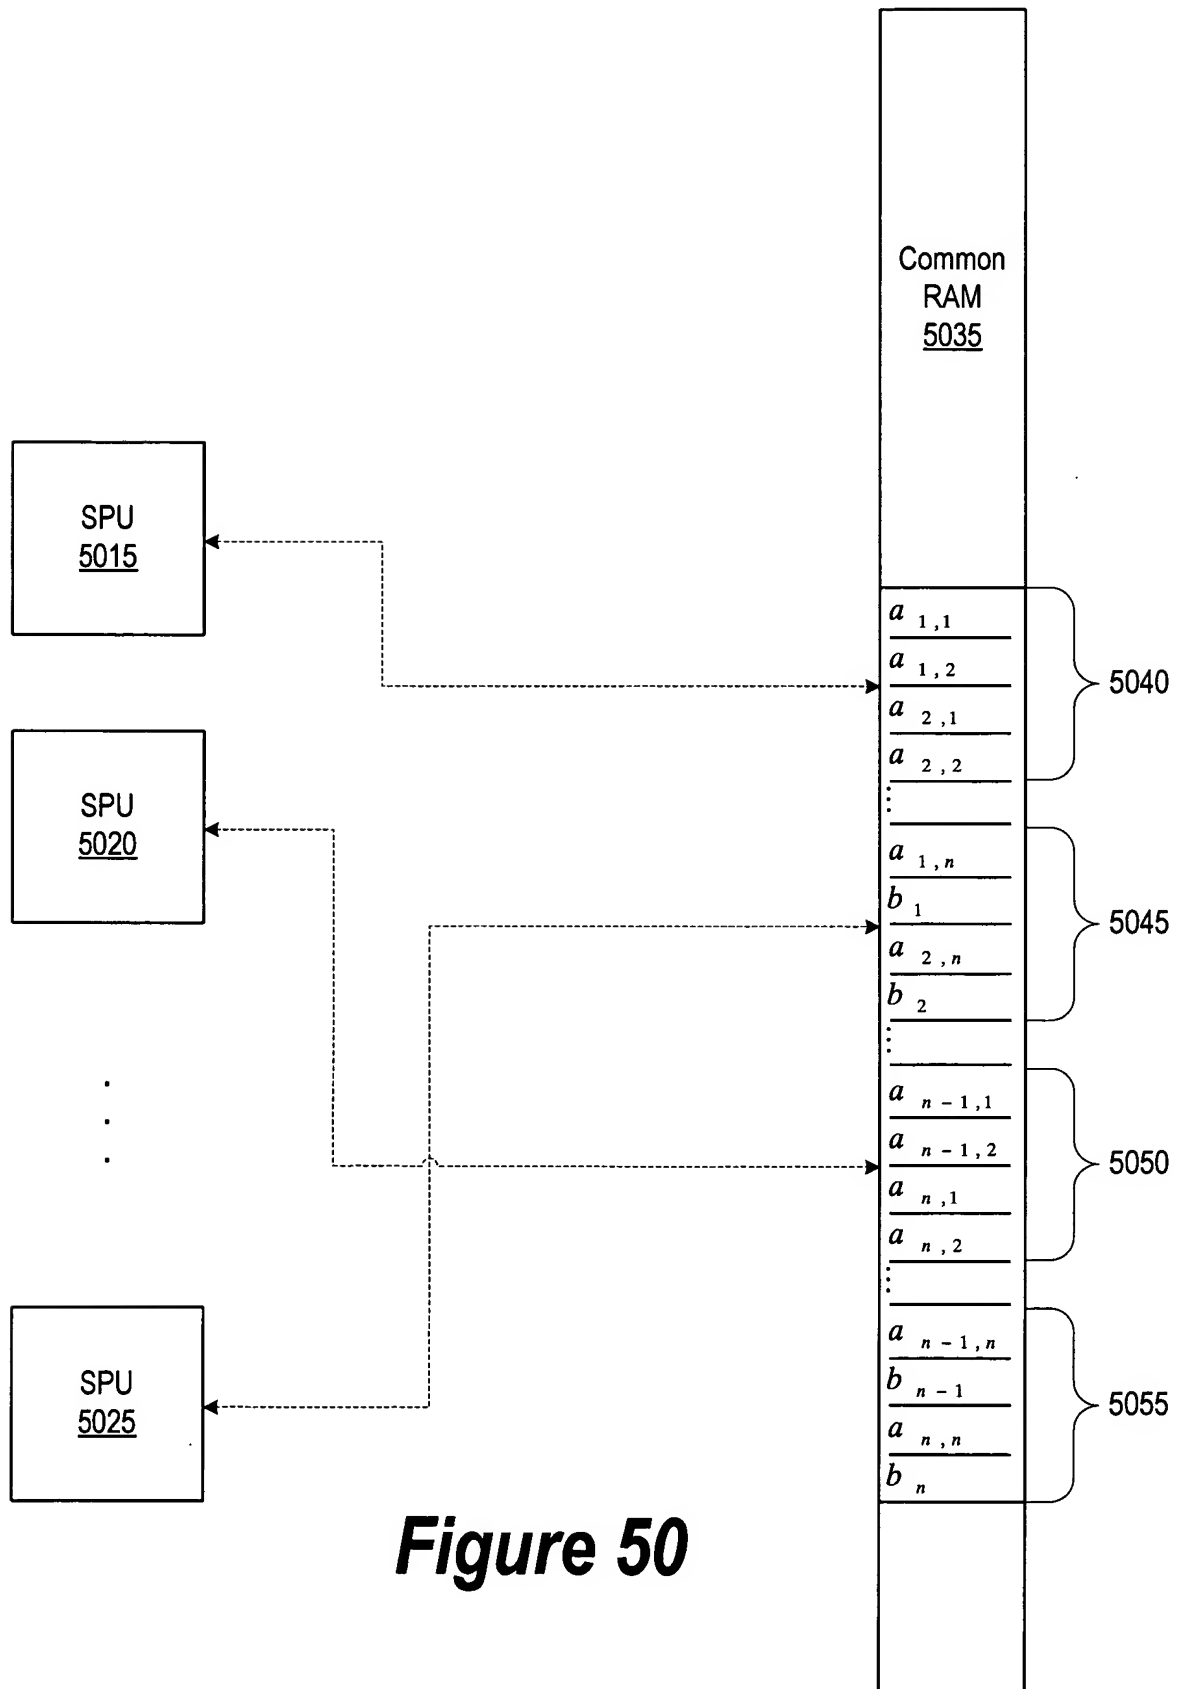 Common
RAM
5035
SPU
5015
SPU
5020
SPU
5025
a 1,1
a 1,2
a 2,1
a 2,2
a 1,n
b 1
a 2,n
b 2
a n-1,1
a n-1,2
a n,1
a n,2
a n-1,n
b n-1
a n,n
b n
5040
5045
5050
5055
Figure 50